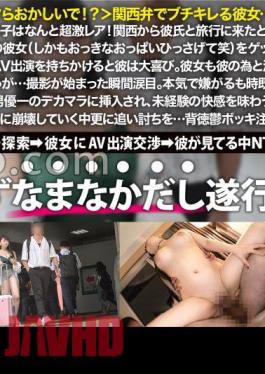 らおかしいで!?>関西弁でブチキレる彼女…
子はなんと超激レア!関西から彼氏と旅行に来たと
の彼女(しかもおっきなおっぱいひっさげて笑)をゲッ
AV出演を持ちかけると彼は大喜び。彼女も彼の為と
が…撮影が始まった瞬間涙目。本気で嫌がるも時既
男優一のデカマラに挿入され、未経験の快感を味わ
に崩壊していく中更に追い討ちを…背徳鬱ボッキ注
探索➡彼女にAV出演交渉➡彼が見てる中NT
なまなかだし遂行
JAVHD